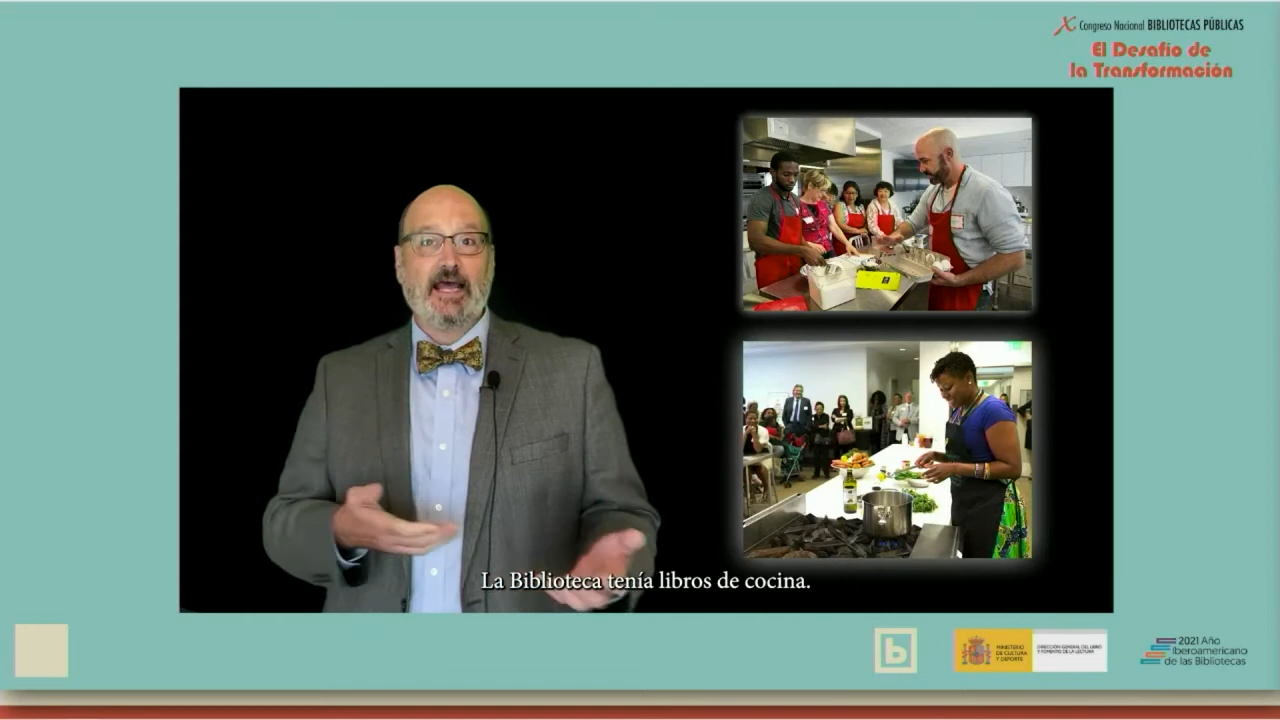 X Congreso Nacional BIBLIOTECAS PÚBLICAS
El Desafío de
la Transformación
La Biblioteca tenía libros de cocina.
b
MINISTERIO
DE CULTURA
Y DEPORTE
DIRECCIÓN GENERAL DEL LIBRO
Y FOMENTO DE LA LECTURA
2021 Año
Iberoamericano
de las Bibliotecas